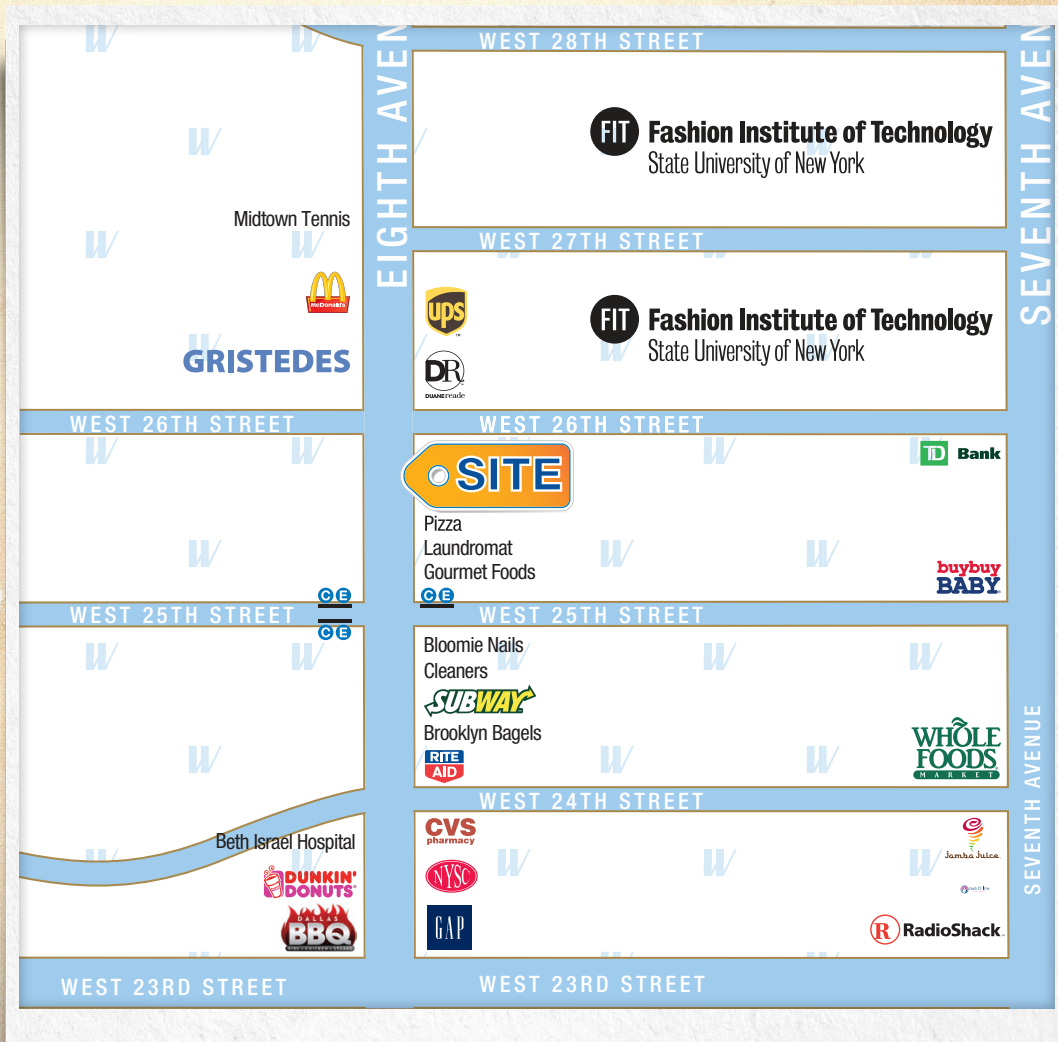 WEST 28TH STREET
EIGHTH AVEN
SEVENTH AVEN
FIT Fashion Institute of Technology
State University of New York
Midtown Tennis
WEST 27TH STREET
McDonald's
GRISTEDES
ups
DR
DUANEreade
FIT Fashion Institute of Technology
State University of New York
WEST 26TH STREET
WEST 26TH STREET
SITE
TD Bank
Pizza
Laundromat
Gourmet Foods
buybuy
BABY
C E
C E
WEST 25TH STREET
WEST 25TH STREET
C E
Bloomie Nails
Cleaners
SUBWAY
Brooklyn Bagels
RITE
AID
WHOLE
FOODS
MARKET
SEVENTH AVENUE
WEST 24TH STREET
Beth Israel Hospital
DUNKIN'
DONUTS
DALLAS
BBQ
CVS
pharmacy
NYSC
GAP
Jamba Juice
R RadioShack
WEST 23RD STREET
WEST 23RD STREET